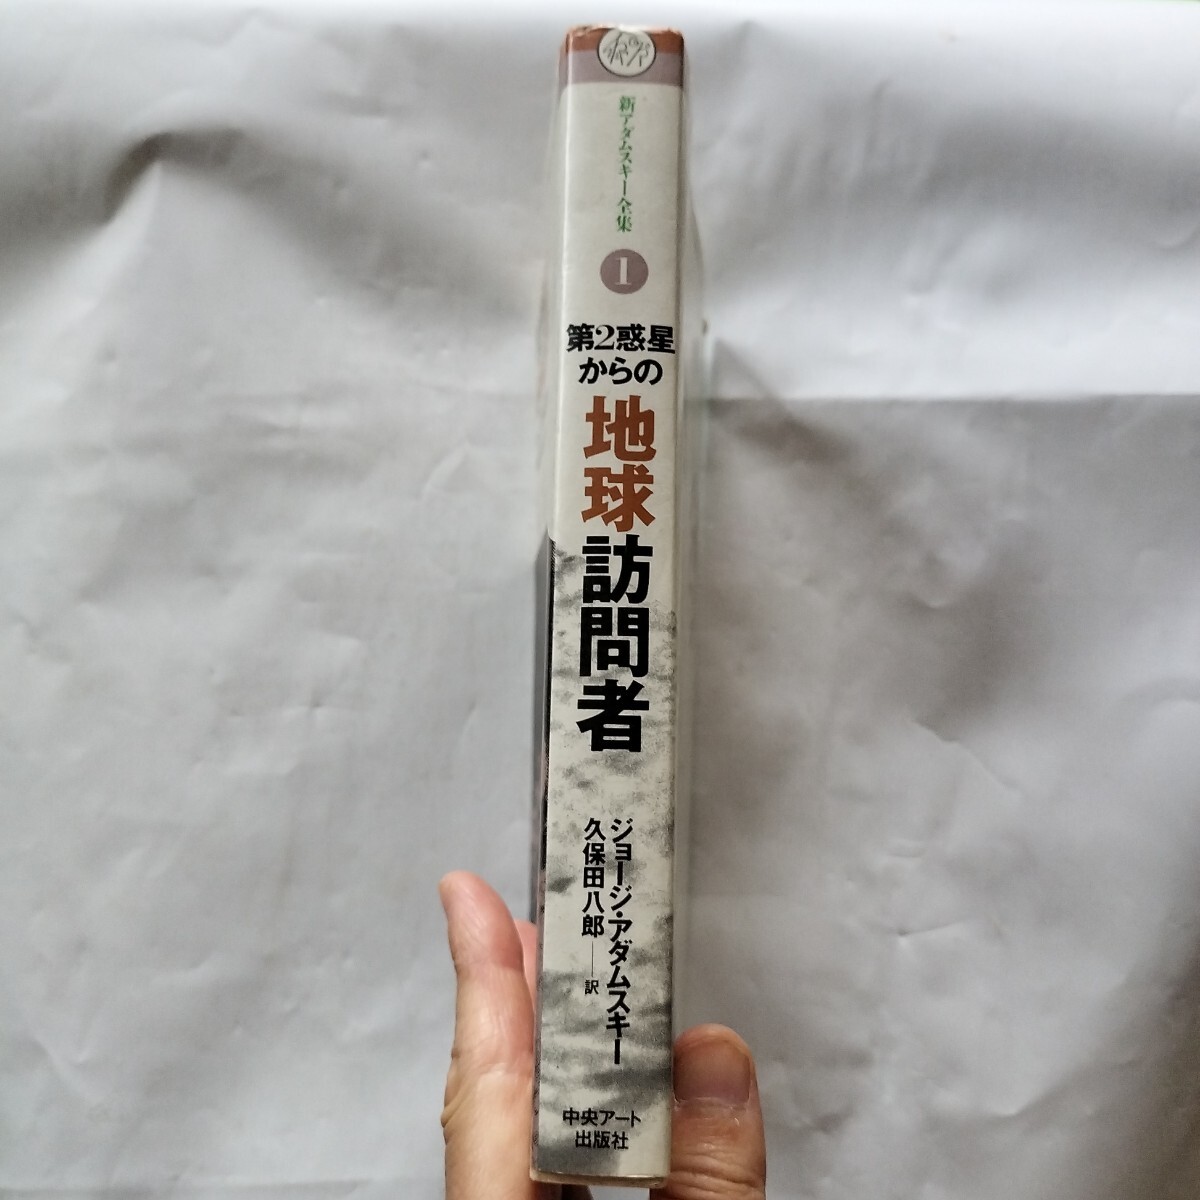 新アダムスキー全集
1
第2惑星
からの
地球訪問者
ジョージ・アダムスキー
久保田八郎——訳
中央アート
出版社